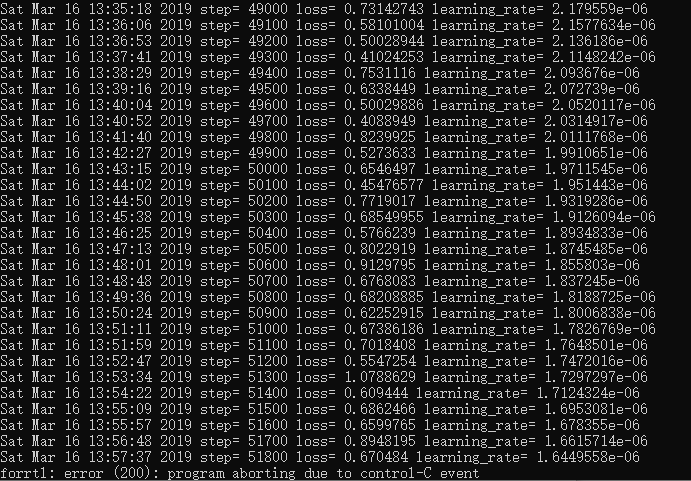 Sat Mar 16 13:35:18 2019 step= 49000 loss= 0.73142743 learning_rate= 2.179559e-06
Sat Mar 16 13:36:06 2019 step= 49100 loss= 0.58101004 learning_rate= 2.1577634e-06
Sat Mar 16 13:36:53 2019 step= 49200 loss= 0.50028944 learning_rate= 2.136186e-06
Sat Mar 16 13:37:41 2019 step= 49300 loss= 0.41024253 learning_rate= 2.1148242e-06
Sat Mar 16 13:38:29 2019 step= 49400 loss= 0.7531116 learning_rate= 2.093676e-06
Sat Mar 16 13:39:16 2019 step= 49500 loss= 0.6338449 learning_rate= 2.072739e-06
Sat Mar 16 13:40:04 2019 step= 49600 loss= 0.50029886 learning_rate= 2.0520117e-06
Sat Mar 16 13:40:52 2019 step= 49700 loss= 0.4088949 learning_rate= 2.0314917e-06
Sat Mar 16 13:41:40 2019 step= 49800 loss= 0.8239925 learning_rate= 2.0111768e-06
Sat Mar 16 13:42:27 2019 step= 49900 loss= 0.5273633 learning_rate= 1.9910651e-06
Sat Mar 16 13:43:15 2019 step= 50000 loss= 0.6546497 learning_rate= 1.9711545e-06
Sat Mar 16 13:44:02 2019 step= 50100 loss= 0.45476577 learning_rate= 1.951443e-06
Sat Mar 16 13:44:50 2019 step= 50200 loss= 0.7719017 learning_rate= 1.9319286e-06
Sat Mar 16 13:45:38 2019 step= 50300 loss= 0.68549955 learning_rate= 1.9126094e-06
Sat Mar 16 13:46:25 2019 step= 50400 loss= 0.5766239 learning_rate= 1.8934833e-06
Sat Mar 16 13:47:13 2019 step= 50500 loss= 0.8022919 learning_rate= 1.8745485e-06
Sat Mar 16 13:48:01 2019 step= 50600 loss= 0.9129795 learning_rate= 1.855803e-06
Sat Mar 16 13:48:48 2019 step= 50700 loss= 0.6768083 learning_rate= 1.837245e-06
Sat Mar 16 13:49:36 2019 step= 50800 loss= 0.68208885 learning_rate= 1.8188725e-06
Sat Mar 16 13:50:24 2019 step= 50900 loss= 0.62252915 learning_rate= 1.8006838e-06
Sat Mar 16 13:51:11 2019 step= 51000 loss= 0.67386186 learning_rate= 1.7826769e-06
Sat Mar 16 13:51:59 2019 step= 51100 loss= 0.7018408 learning_rate= 1.7648501e-06
Sat Mar 16 13:52:47 2019 step= 51200 loss= 0.5547254 learning_rate= 1.7472016e-06
Sat Mar 16 13:53:34 2019 step= 51300 loss= 1.0788629 learning_rate= 1.7297297e-06
Sat Mar 16 13:54:22 2019 step= 51400 loss= 0.609444 learning_rate= 1.7124324e-06
Sat Mar 16 13:55:09 2019 step= 51500 loss= 0.6862466 learning_rate= 1.6953081e-06
Sat Mar 16 13:55:57 2019 step= 51600 loss= 0.6599765 learning_rate= 1.678355e-06
Sat Mar 16 13:56:48 2019 step= 51700 loss= 0.8948195 learning_rate= 1.6615714e-06
Sat Mar 16 13:57:37 2019 step= 51800 loss= 0.670484 learning_rate= 1.6449558e-06
forrtl: error (200): program aborting due to control-C event